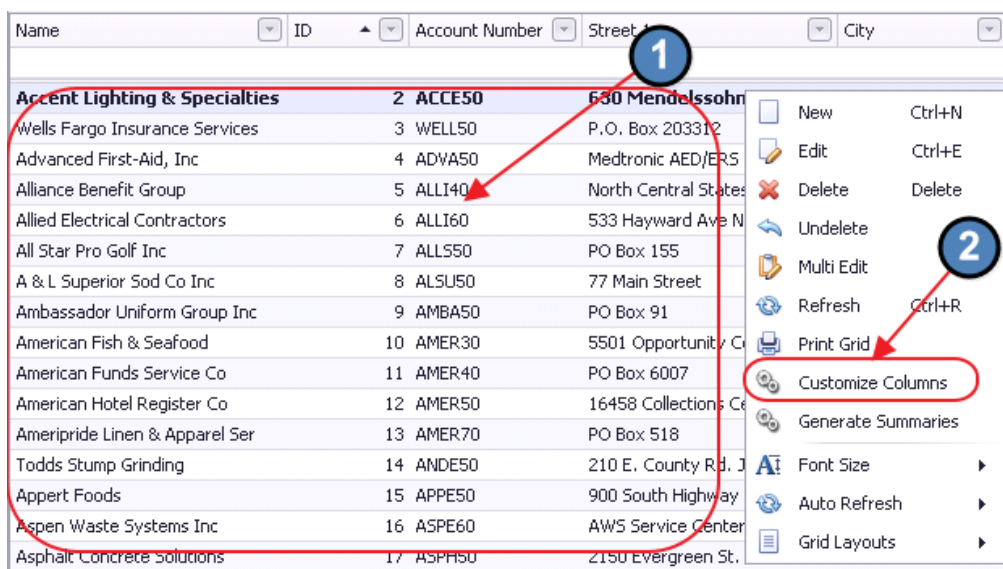 Name ID Account Number Street 1 City
1
Accent Lighting & Specialties 2 ACCE50 630 Mendelssohn
Wells Fargo Insurance Services 3 WELL50 P.O. Box 203312
Advanced First-Aid, Inc 4 ADVA50 Medtronic AED/ERS
Alliance Benefit Group 5 ALLI40 North Central States
Allied Electrical Contractors 6 ALLI60 533 Hayward Ave N
All Star Pro Golf Inc 7 ALLS50 PO Box 155
A & L Superior Sod Co Inc 8 ALSU50 77 Main Street
Ambassador Uniform Group Inc 9 AMBA50 PO Box 91
American Fish & Seafood 10 AMER30 5501 Opportunity
American Funds Service Co 11 AMER40 PO Box 6007
American Hotel Register Co 12 AMER50 16458 Collections
Ameripride Linen & Apparel Ser 13 AMER70 PO Box 518
Todds Stump Grinding 14 ANDE50 210 E. County Rd.
Appert Foods 15 APPE50 900 South Highway
Aspen Waste Systems Inc 16 ASPE60 AWS Service Center
Asphalt Concrete Solutions 17 ASPH50 2150 Evergreen St.
New Ctrl+N
Edit Ctrl+E
Delete Delete
Undelete
2
Multi Edit
Refresh Ctrl+R
Print Grid
Customize Columns
Generate Summaries
Font Size
Auto Refresh
Grid Layouts